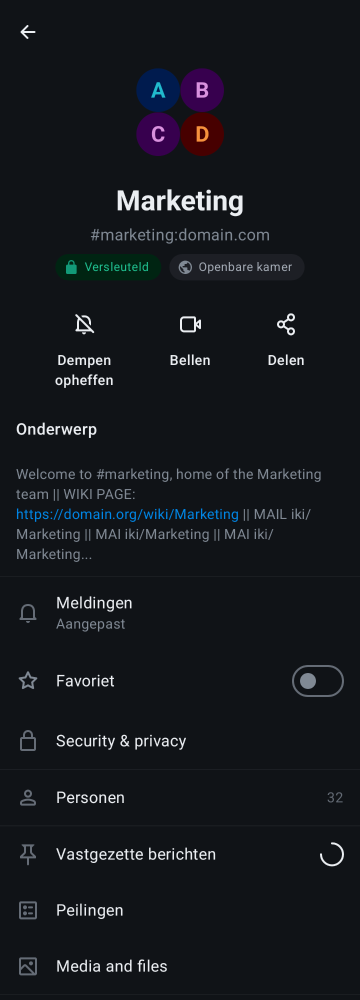 A B
C D
Marketing
#marketing:domain.com
Versleuteld Openbare kamer
Dempen opheffen
Bellen
Delen
Onderwerp
Welcome to #marketing, home of the Marketing
team || WIKI PAGE:
https://domain.org/wiki/Marketing || MAIL iki/
Marketing || MAI iki/Marketing || MAI iki/
Marketing...
Meldingen
Aangepast
Favoriet
Security & privacy
Personen 32
Vastgezette berichten
Peilingen
Media and files